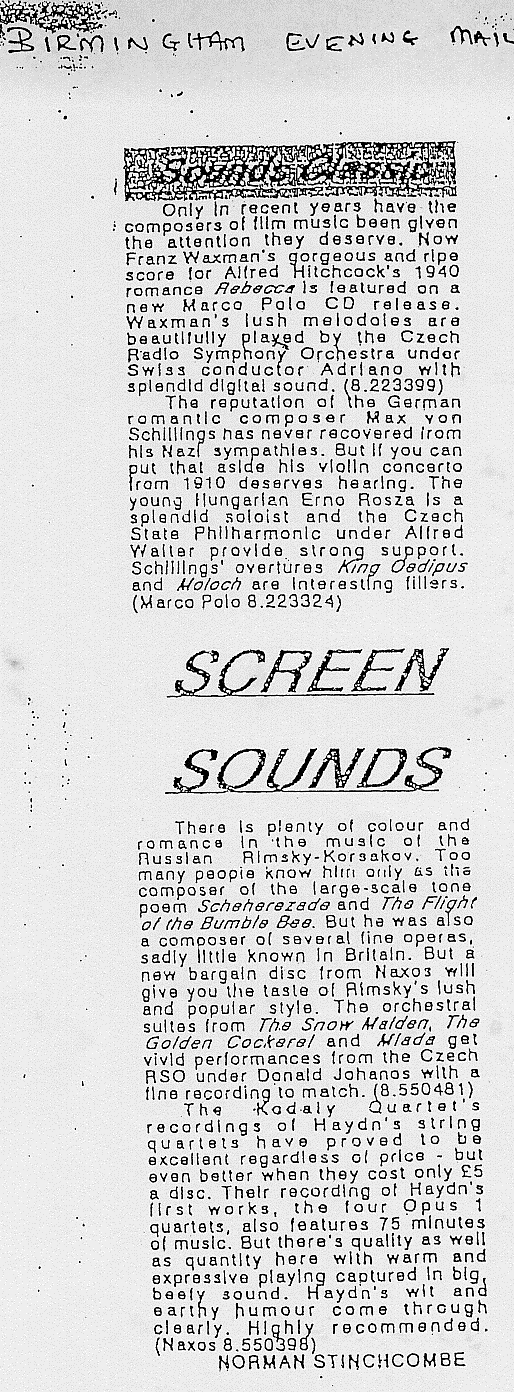 BIRMINGHAM EVENING MAIL
Sounds Classic
Only in recent years have the
composers of film music been given
the attention they deserve. Now
Franz Waxman's gorgeous and ripe
score for Alfred Hitchcock's 1940
romance Rebecca is featured on a
new Marco Polo CD release.
Waxman's lush melodoies are
beautifully played by the Czech
Radio Symphony Orchestra under
Swiss conductor Adriano with
splendid digital sound. (8.223399)
The reputation of the German
romantic composer Max von
Schillings has never recovered from
his Nazi sympathies. But if you can
put that aside his violin concerto
from 1910 deserves hearing. The
young Hungarian Erno Rosza is a
splendid soloist and the Czech
State Philharmonic under Alfred
Walter provide strong support.
Schillings' overtures King Oedipus
and Moloch are interesting fillers.
(Marco Polo 8.223324)
SCREEN
SOUNDS
There is plenty of colour and
romance in the music of the
Russian Rimsky-Korsakov. Too
many people know him only as the
composer of the large-scale tone
poem Scheherezade and The Flight
of the Bumble Bee. But he was also
a composer of several fine operas,
sadly little known in Britain. But a
new bargain disc from Naxos will
give you the taste of Rimsky's lush
and popular style. The orchestral
suites from The Snow Maiden, The
Golden Cockerel and Mlada get
vivid performances from the Czech
RSO under Donald Johanos with a
fine recording to match. (8.550481)
The Kodaly Quartet's
recordings of Haydn's string
quartets have proved to be
excellent regardless of price - but
even better when they cost only £5
a disc. Their recording of Haydn's
first works, the four Opus 1
quartets, also features 75 minutes
of music. But there's quality as well
as quantity here with warm and
expressive playing captured in big,
beefy sound. Haydn's wit and
earthy humour come through
clearly. Highly recommended.
(Naxos 8.550398)
NORMAN STINCHCOMBE